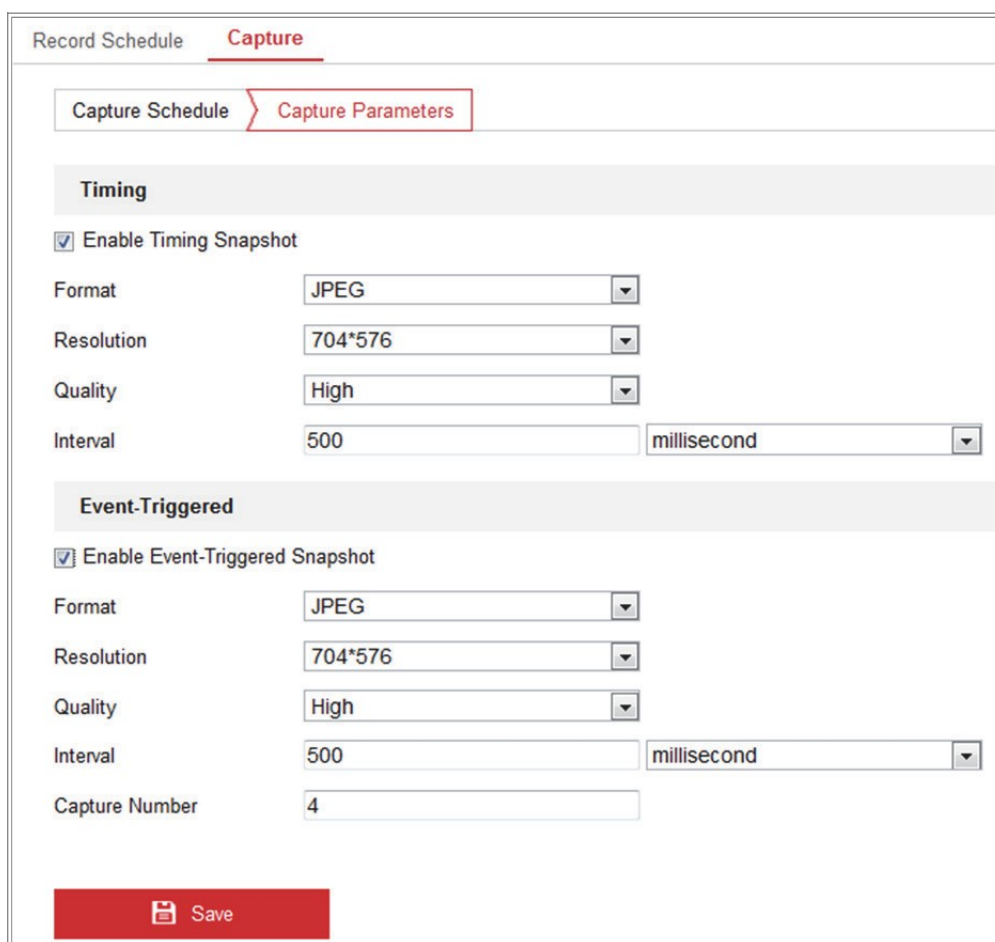 Record Schedule Capture
Capture Schedule Capture Parameters
Timing
Enable Timing Snapshot
Format JPEG
Resolution 704*576
Quality High
Interval 500 millisecond
Event-Triggered
Enable Event-Triggered Snapshot
Format JPEG
Resolution 704*576
Quality High
Interval 500 millisecond
Capture Number 4
Save